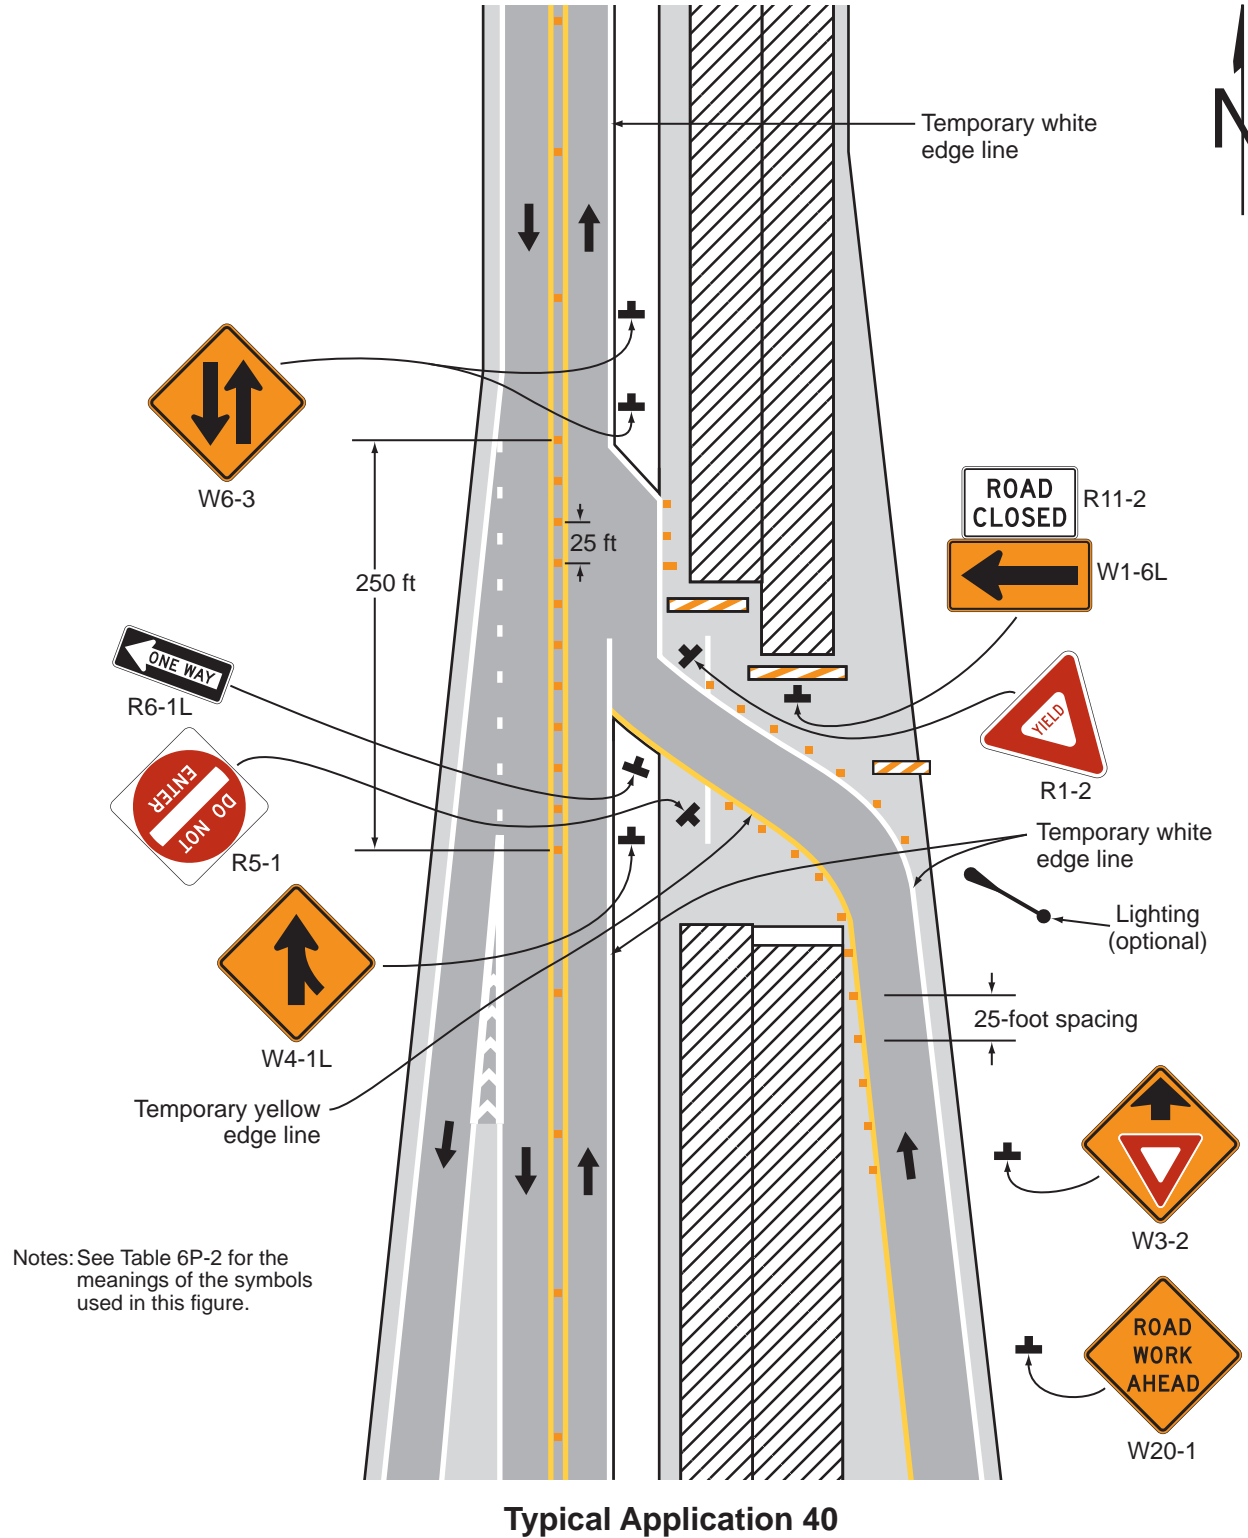 Temporary white
edge line
N
W6-3
ROAD
CLOSED
R11-2
25 ft
W1-6L
250 ft
ONE WAY
R6-1L
YIELD
R1-2
DO NOT
ENTER
R5-1
Temporary white
edge line
Lighting
(optional)
W4-1L
25-foot spacing
Temporary yellow
edge line
W3-2
Notes: See Table 6P-2 for the
meanings of the symbols
used in this figure.
ROAD
WORK
AHEAD
W20-1
Typical Application 40